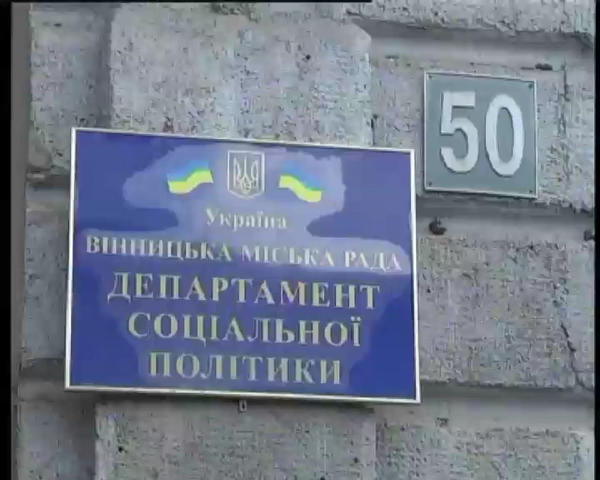 50
Україна
ВІННИЦЬКА МІСЬКА РАДА
ДЕПАРТАМЕНТ
СОЦІАЛЬНОЇ
ПОЛІТИКИ